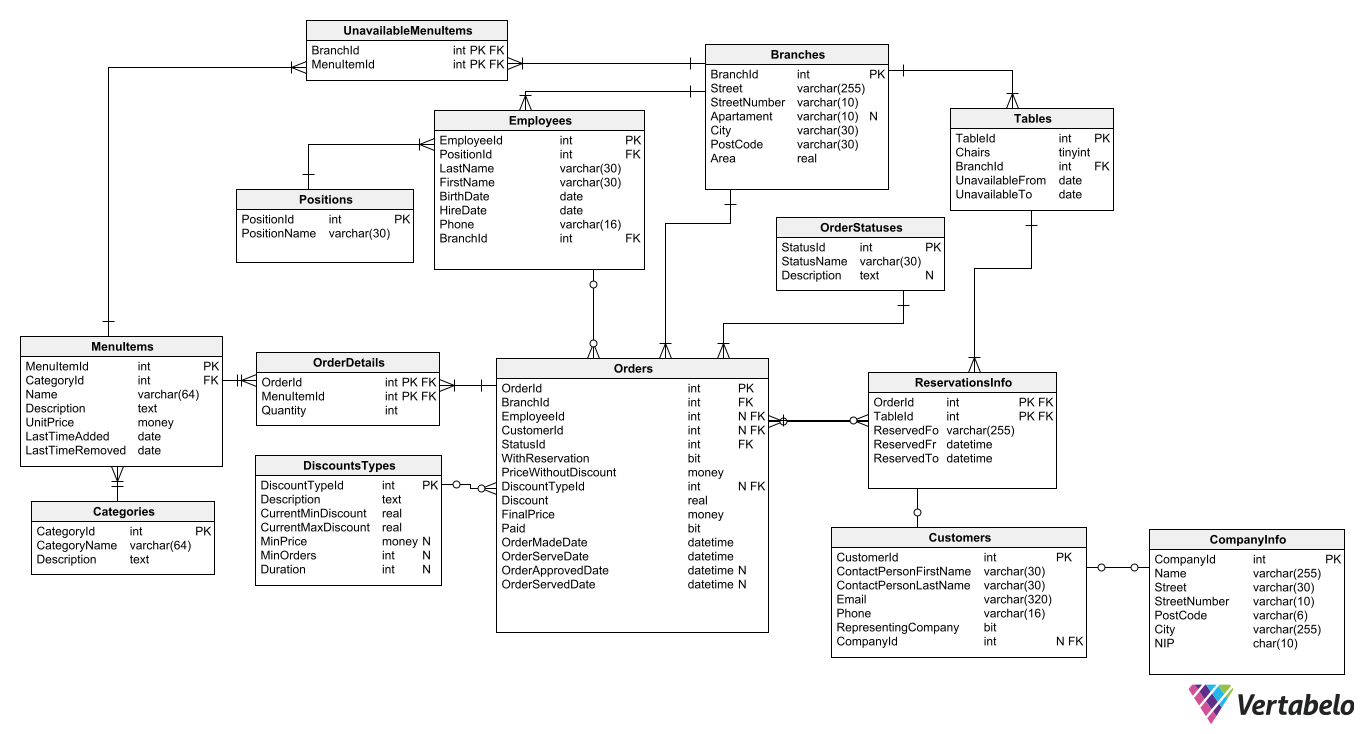 UnavailableMenuItems
BranchId int PK FK
MenuItemId int PK FK
Branches
BranchId int PK
Street varchar(255)
StreetNumber varchar(10)
Apartament varchar(10) N
City varchar(30)
PostCode varchar(30)
Area real
Employees
EmployeeId int PK
PositionId int FK
LastName varchar(30)
FirstName varchar(30)
BirthDate date
HireDate date
Phone varchar(16)
BranchId int FK
Tables
TableId int PK
Chairs tinyint
BranchId int FK
UnavailableFrom date
UnavailableTo date
Positions
PositionId int PK
PositionName varchar(30)
OrderStatuses
StatusId int PK
StatusName varchar(30)
Description text N
MenuItems
MenuItemId int PK
CategoryId int FK
Name varchar(64)
Description text
UnitPrice money
LastTimeAdded date
LastTimeRemoved date
OrderDetails
OrderId int PK FK
MenuItemId int PK FK
Quantity int
Orders
OrderId int PK
BranchId int FK
EmployeeId int N FK
CustomerId int N FK
StatusId int FK
WithReservation bit
PriceWithoutDiscount money
DiscountTypeId int N FK
Discount real
FinalPrice money
Paid bit
OrderMadeDate datetime
OrderServeDate datetime
OrderApprovedDate datetime N
OrderServedDate datetime N
ReservationsInfo
OrderId int PK FK
TableId int PK FK
ReservedFo varchar(255)
ReservedFr datetime
ReservedTo datetime
DiscountsTypes
DiscountTypeId int PK
Description text
CurrentMinDiscount real
CurrentMaxDiscount real
MinPrice money N
MinOrders int N
Duration int N
Categories
CategoryId int PK
CategoryName varchar(64)
Description text
Customers
CustomerId int PK
ContactPersonFirstName varchar(30)
ContactPersonLastName varchar(30)
Email varchar(320)
Phone varchar(16)
RepresentingCompany bit
CompanyId int N FK
CompanyInfo
CompanyId int PK
Name varchar(255)
Street varchar(30)
StreetNumber varchar(10)
PostCode varchar(6)
City varchar(255)
NIP char(10)
Vertabelo